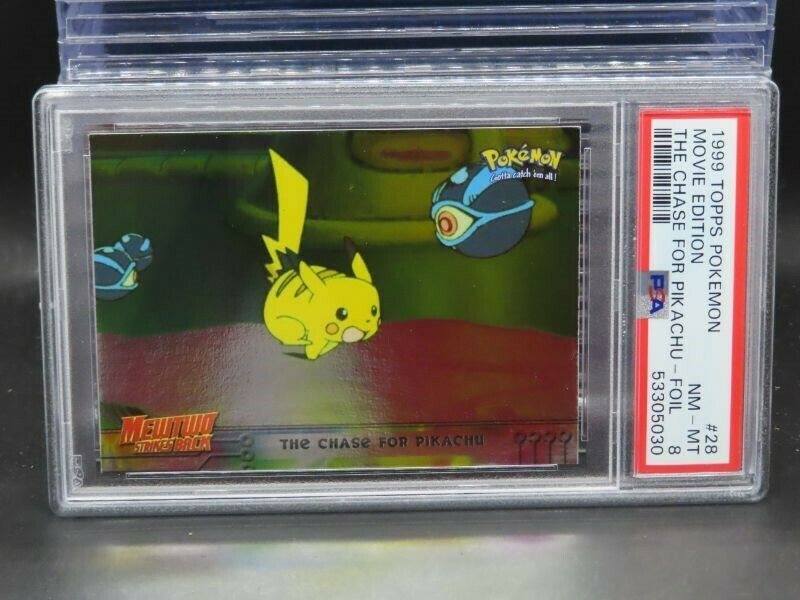 Pokémon
Gotta catch 'em all!
MEWTWO
STRIKES BACK
THE CHASE FOR PIKACHU
1999 TOPPS POKEMON #28
MOVIE EDITION NM - MT
THE CHASE FOR PIKACHU - FOIL 8
PSA 53305030